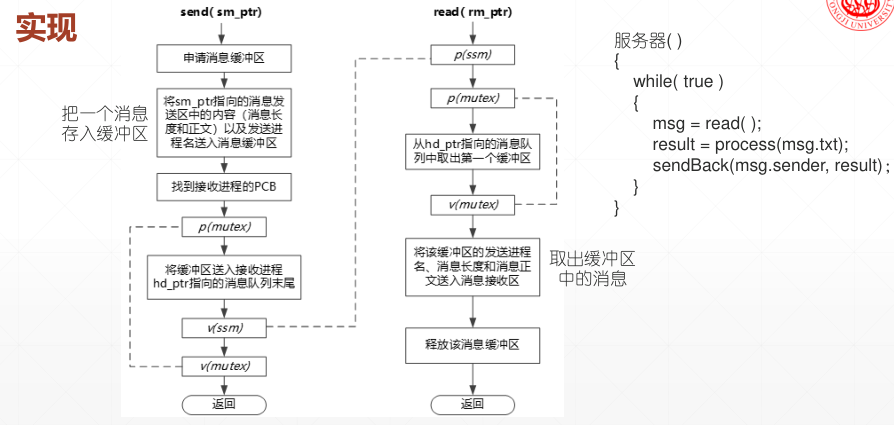 实现
send( sm_ptr)
申请消息缓冲区
把一个消息
存入缓冲区
将sm_ptr指向的消息发
送区中的内容（消息长
度和正文）以及发送进
程名送入消息缓冲区
找到接收进程的PCB
p(mutex)
将缓冲区送入接收进程
hd_ptr指向的消息队列末尾
v(ssm)
v(mutex)
返回
read( rm_ptr)
p(ssm)
p(mutex)
从hd_ptr指向的消息队
列中取出第一个缓冲区
v(mutex)
将该缓冲区的发送进程
名、消息长度和消息正
文送入消息接收区
取出缓冲区
中的消息
释放该消息缓冲区
返回
服务器( )
{
while( true )
{
msg = read( );
result = process(msg.txt);
sendBack(msg.sender, result) ;
}
}